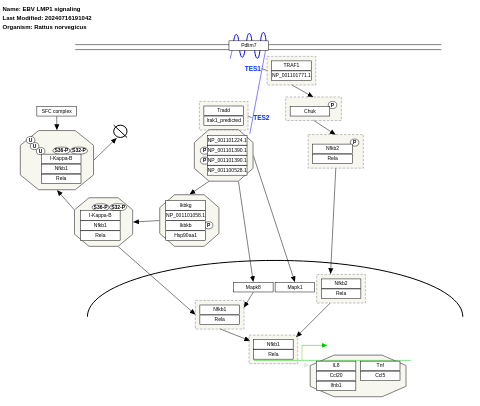 Name: EBV LMP1 signaling
Last Modified: 20240716191042
Organism: Rattus norvegicus
Pdlim7
TES1
TRAF1
NP_001101771.1
P
Chuk
SFC complex
Tradd
Irak1_predicted
TES2
U
U
U
S36-P
S32-P
I-Kappa-B
Nfkb1
Rela
NP_001101224.1
P
NP_001101390.1
P
NP_001101390.1
NP_001100528.1
P
Nfkb2
Rela
S36-P
S32-P
I-Kappa-B
Nfkb1
Rela
Ikbkg
NP_001101058.1
Ikbkb
P
Hsp90aa1
Mapk8
Mapk1
Nfkb2
Rela
Nfkb1
Rela
Nfkb1
Rela
IL8
Tnf
Ccl20
Ccl5
Ifnb1